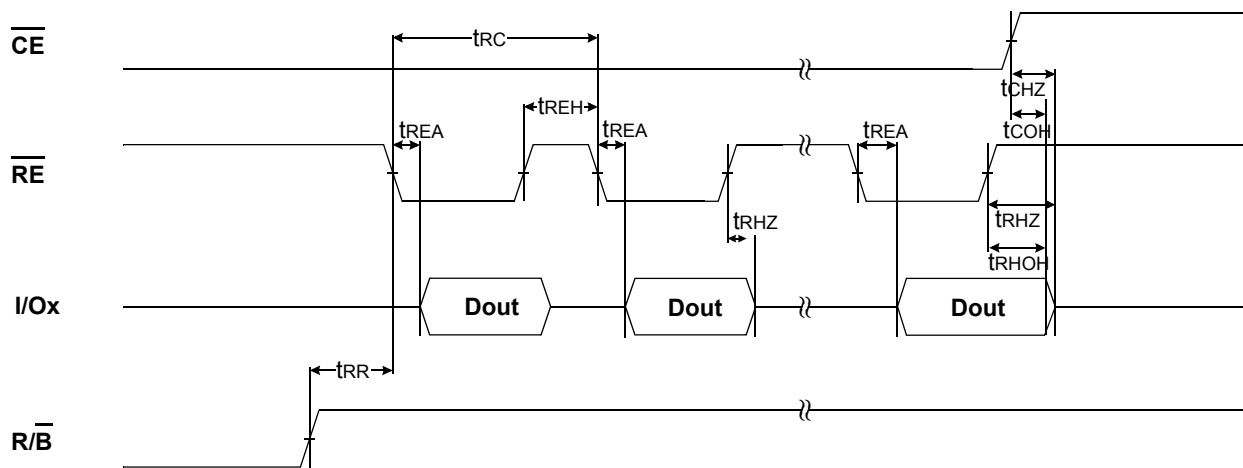 CE
tRC
tCHZ
tREH
tREA
tREA
tREA
tCOH
RE
tRHZ
tRHZ
tRHOH
I/Ox
Dout
Dout
Dout
tRR
R/B